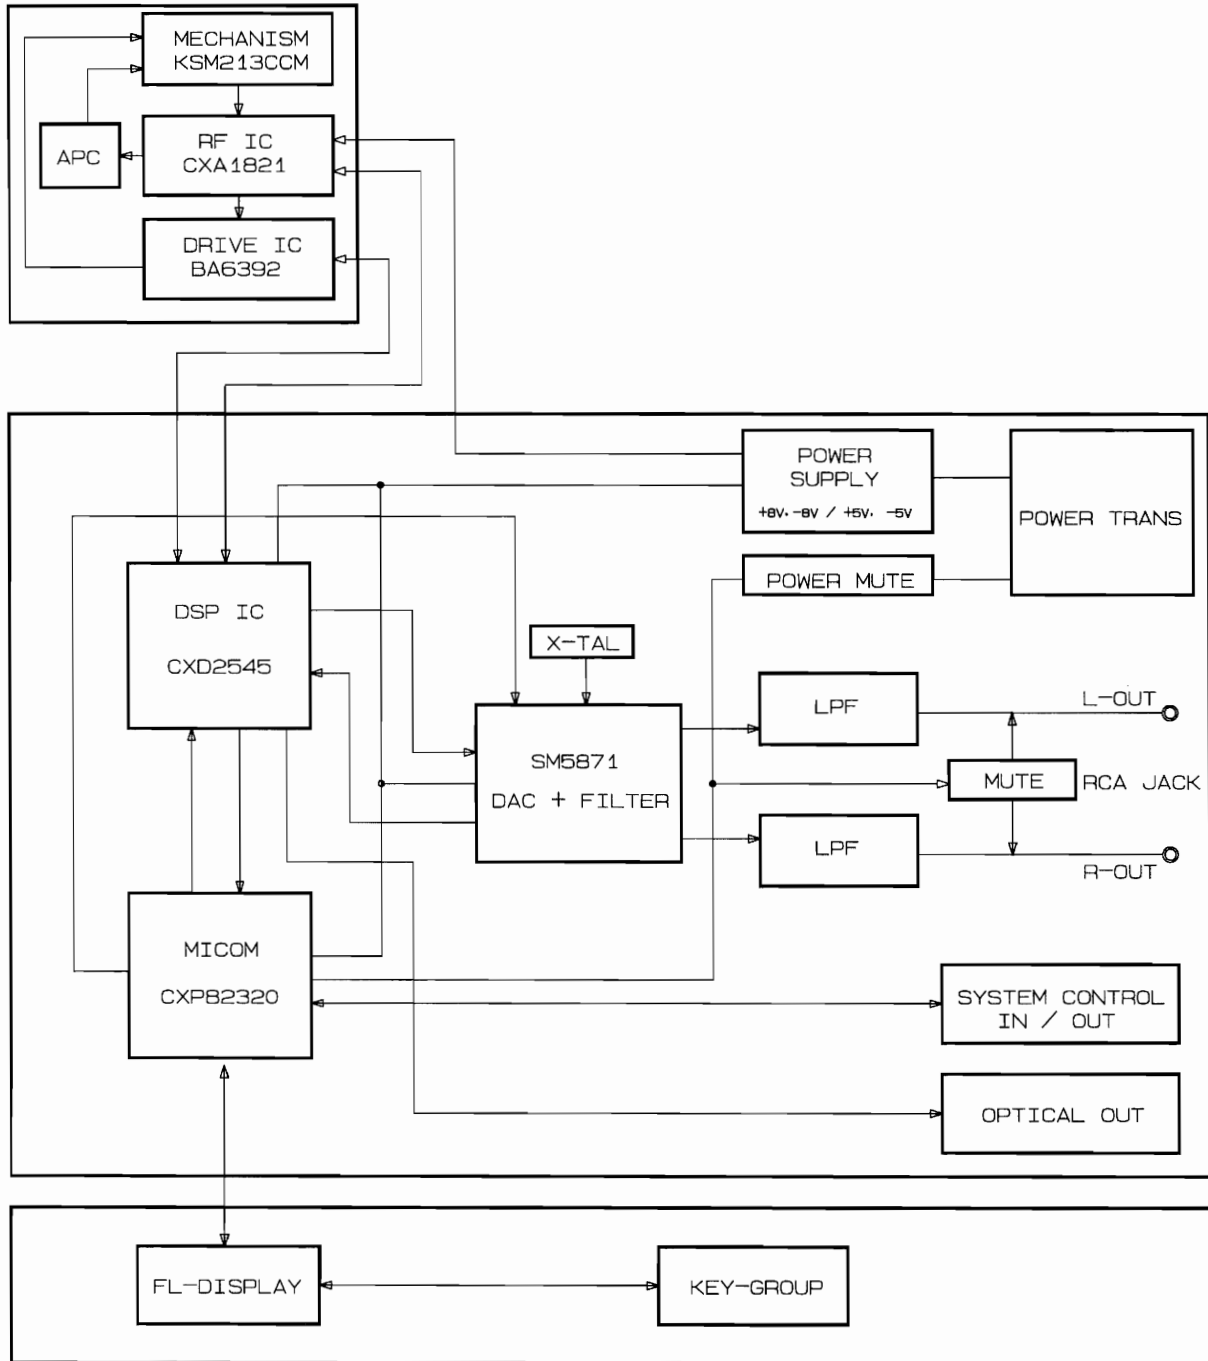 MECHANISM
KSM213CCM
RF IC
CXA1821
APC
DRIVE IC
BA6392
POWER
SUPPLY
+8V. -8V / +5V. -5V
POWER TRANS
POWER MUTE
DSP IC
CXD2545
X-TAL
SM5871
DAC + FILTER
LPF
L-OUT
MUTE
RCA JACK
LPF
R-OUT
MICOM
CXP82320
SYSTEM CONTROL
IN / OUT
OPTICAL OUT
FL-DISPLAY
KEY-GROUP